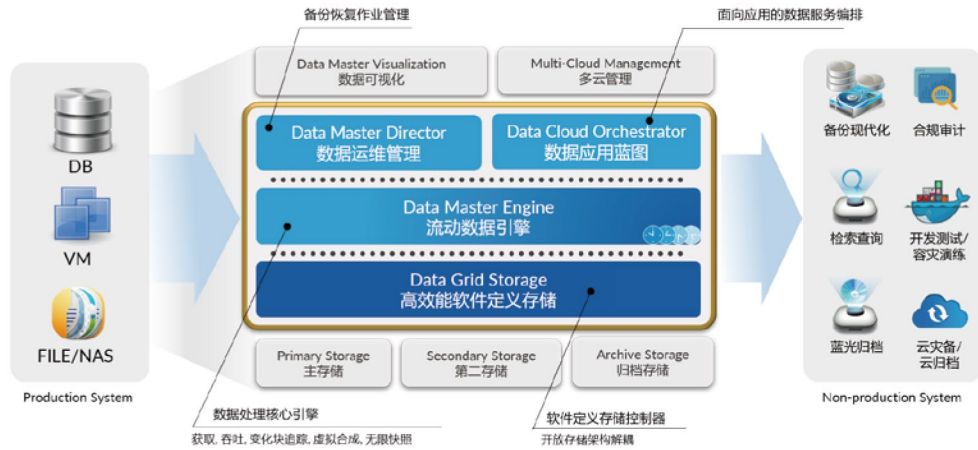 备份恢复作业管理
面向应用的数据服务编排
Data Master Visualization
数据可视化
Multi-Cloud Management
多云管理
DB
VM
FILE/NAS
Production System
Data Master Director
数据运维管理
Data Cloud Orchestrator
数据应用蓝图
Data Master Engine
流动数据引擎
Data Grid Storage
高效能软件定义存储
Primary Storage
主存储
Secondary Storage
第二存储
Archive Storage
归档存储
数据处理核心引擎
获取, 吞吐, 变化块追踪, 虚拟合成, 无限快照
软件定义存储控制器
开放存储架构解耦
备份现代化
合规审计
检索查询
开发测试/
容灾演练
蓝光归档
云灾备/
云归档
Non-production System